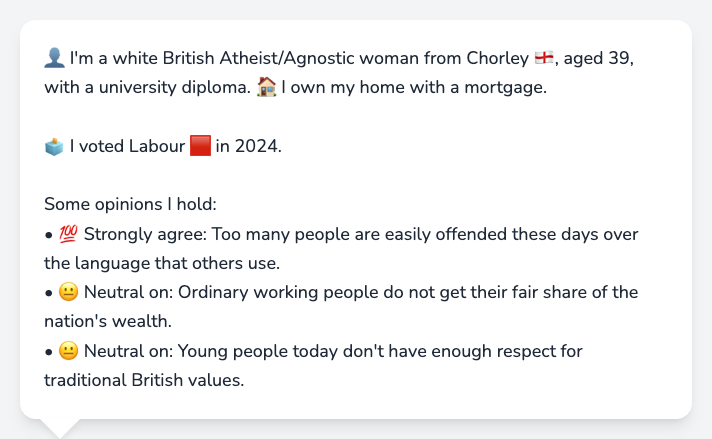 👤 I'm a white British Atheist/Agnostic woman from Chorley 🏴󠁧󠁢󠁥󠁮󠁧󠁿, aged 39,
with a university diploma. 🏠 I own my home with a mortgage.
🗳️ I voted Labour 🟥 in 2024.
Some opinions I hold:
• 💯 Strongly agree: Too many people are easily offended these days over
the language that others use.
• 😐 Neutral on: Ordinary working people do not get their fair share of the
nation's wealth.
• 😐 Neutral on: Young people today don't have enough respect for
traditional British values.